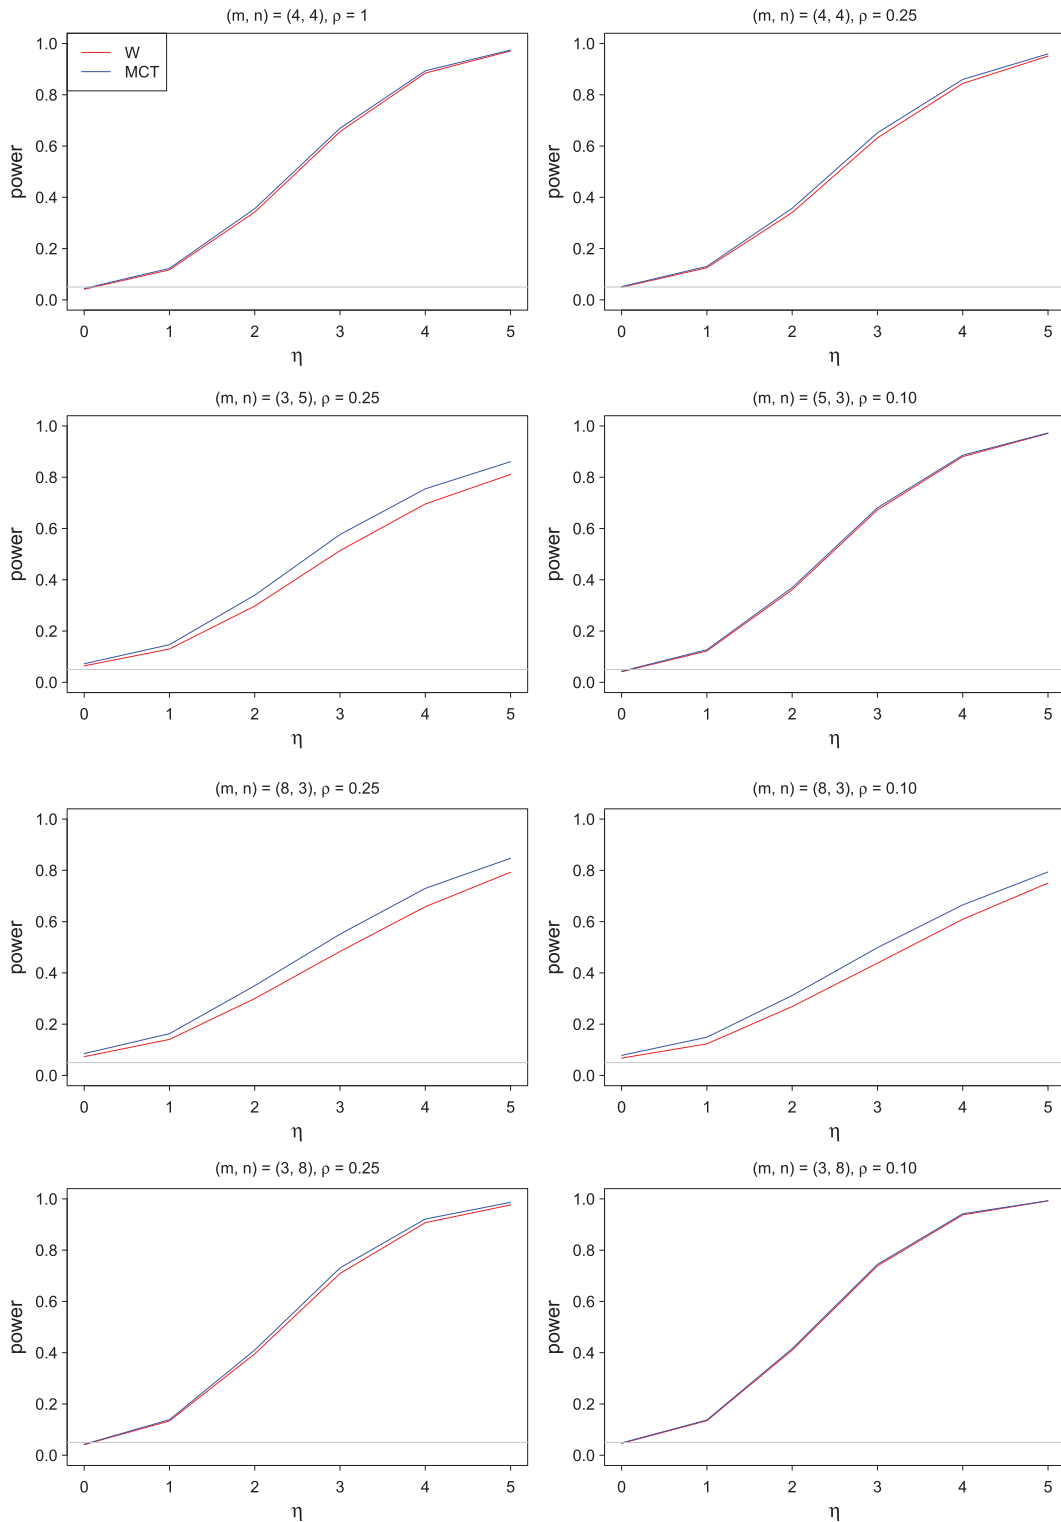 (m, n) = (4, 4), ρ = 1
W
MCT
power
1.0
0.8
0.6
0.4
0.2
0.0
0 1 2 3 4 5
η
(m, n) = (4, 4), ρ = 0.25
power
1.0
0.8
0.6
0.4
0.2
0.0
0 1 2 3 4 5
η
(m, n) = (3, 5), ρ = 0.25
power
1.0
0.8
0.6
0.4
0.2
0.0
0 1 2 3 4 5
η
(m, n) = (5, 3), ρ = 0.10
power
1.0
0.8
0.6
0.4
0.2
0.0
0 1 2 3 4 5
η
(m, n) = (8, 3), ρ = 0.25
power
1.0
0.8
0.6
0.4
0.2
0.0
0 1 2 3 4 5
η
(m, n) = (8, 3), ρ = 0.10
power
1.0
0.8
0.6
0.4
0.2
0.0
0 1 2 3 4 5
η
(m, n) = (3, 8), ρ = 0.25
power
1.0
0.8
0.6
0.4
0.2
0.0
0 1 2 3 4 5
η
(m, n) = (3, 8), ρ = 0.10
power
1.0
0.8
0.6
0.4
0.2
0.0
0 1 2 3 4 5
η